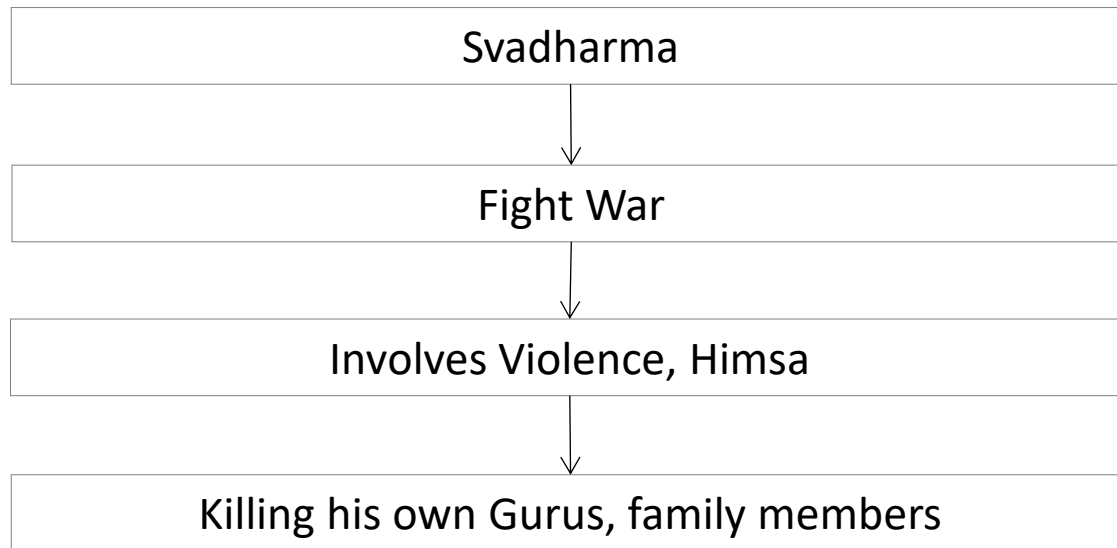 Svadharma
Fight War
Involves Violence, Himsa
Killing his own Gurus, family members